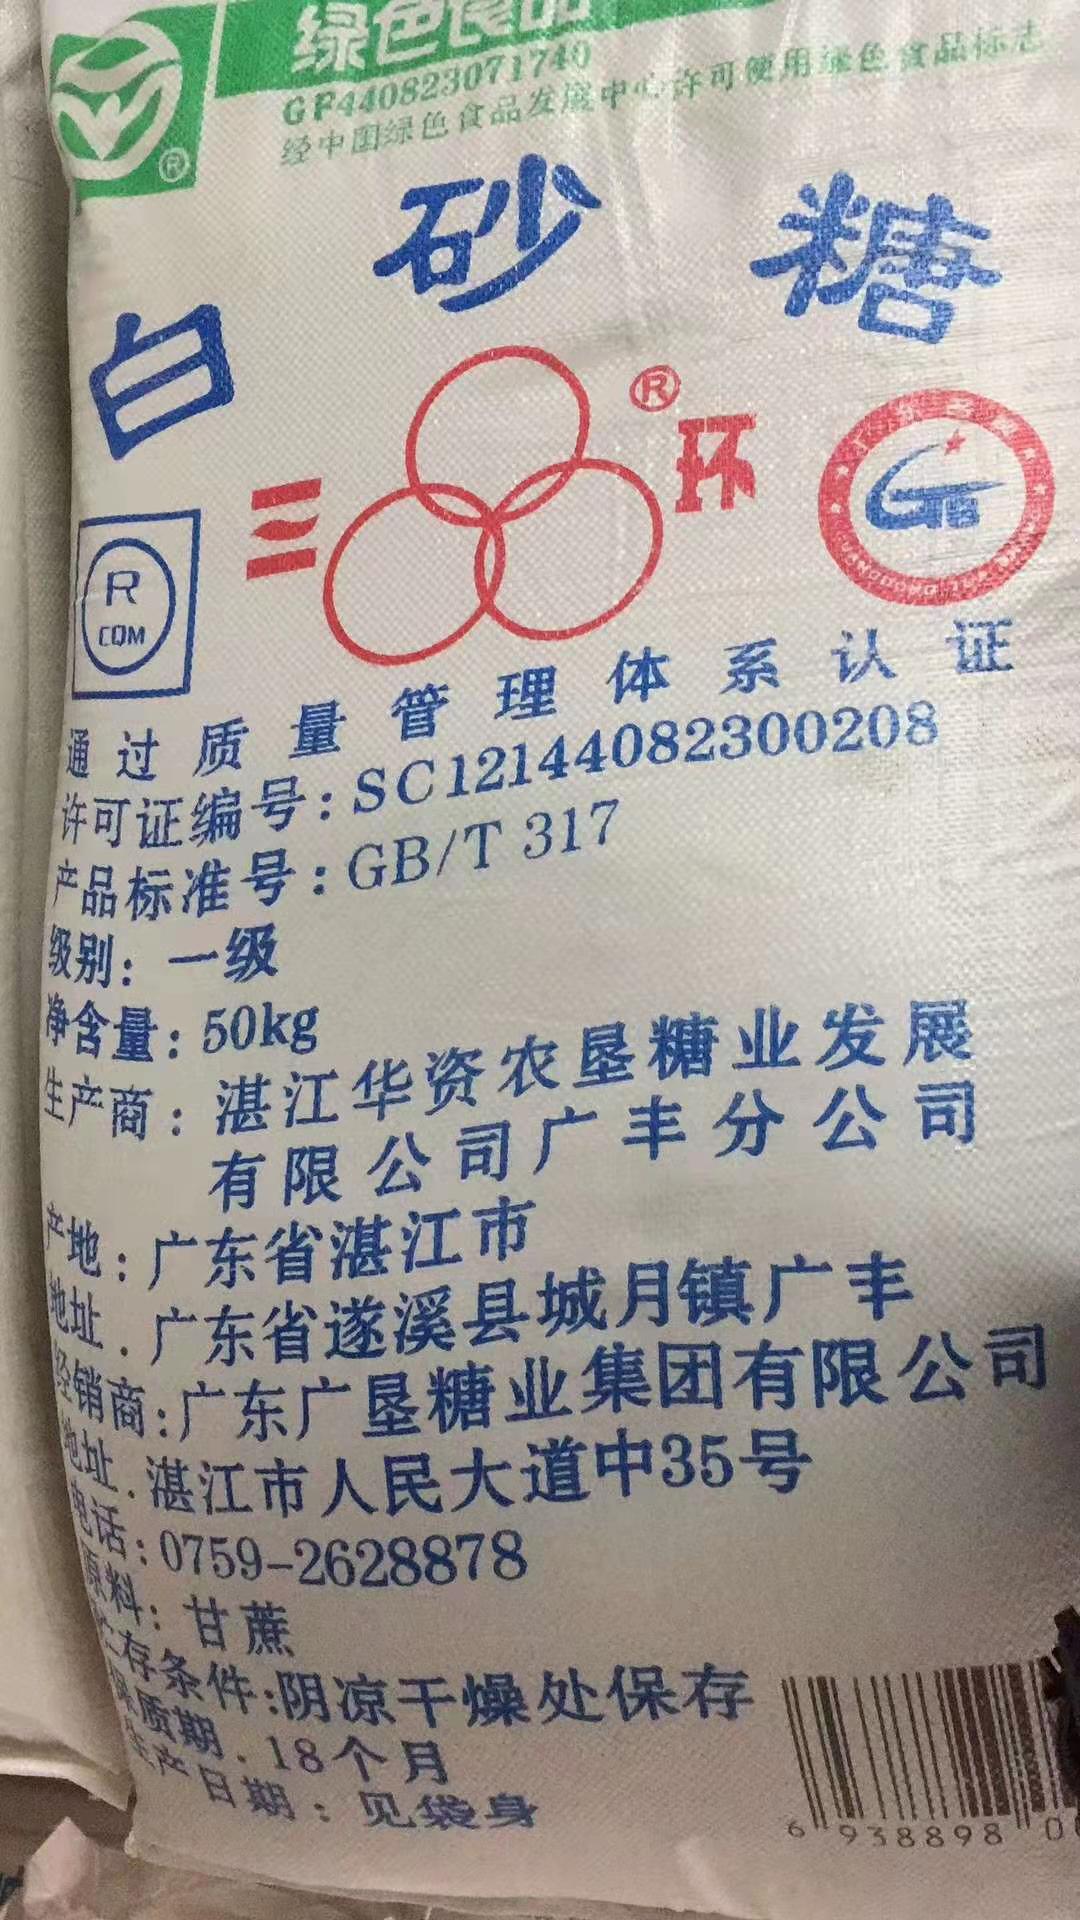 绿色食品
GF440823071740
经中国绿色食品发展中心许可使用绿色食品标志
®
白砂糖
三环
®
R
CQM
通过质量管理体系认证
许可证编号:SC12144082300208
产品标准号:GB/T 317
级别:一级
净含量:50kg
生产商:湛江华资农垦糖业发展
有限公司广丰分公司
产地:广东省湛江市
地址.广东省遂溪县城月镇广丰
经销商:广东广垦糖业集团有限公司
地址.湛江市人民大道中35号
电话:0759-2628878
原料:甘蔗
贮存条件:阴凉干燥处保存
保质期.18个月
生产日期:见袋身
6 938898 0